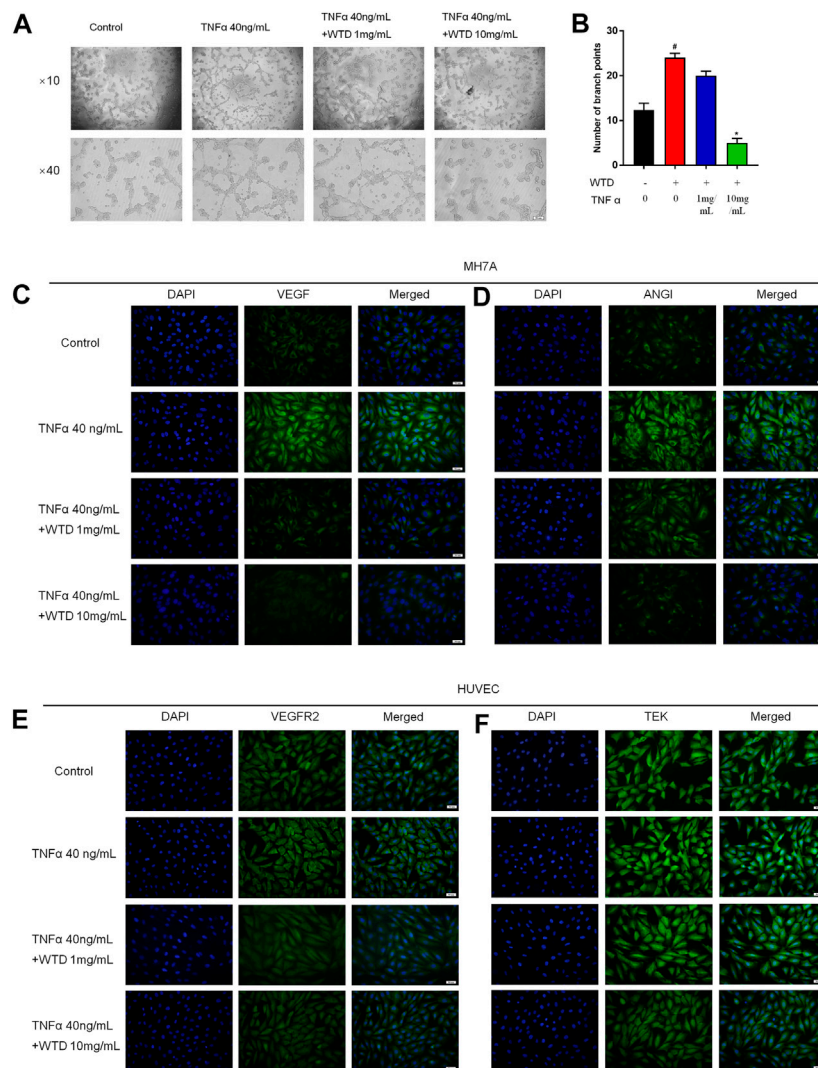 A
Control
TNFα 40ng/mL
TNFα 40ng/mL
+WTD 1mg/mL
TNFα 40ng/mL
+WTD 10mg/mL
×10
×40
B
Number of branch points
30
20
10
0
#
*
WTD - + + +
TNF α 0 0 1mg/mL 10mg/mL
MH7A
C
DAPI VEGF Merged
D
DAPI ANGI Merged
Control
TNFα 40 ng/mL
TNFα 40ng/mL
+WTD 1mg/mL
TNFα 40ng/mL
+WTD 10mg/mL
HUVEC
E
DAPI VEGFR2 Merged
F
DAPI TEK Merged
Control
TNFα 40 ng/mL
TNFα 40ng/mL
+WTD 1mg/mL
TNFα 40ng/mL
+WTD 10mg/mL